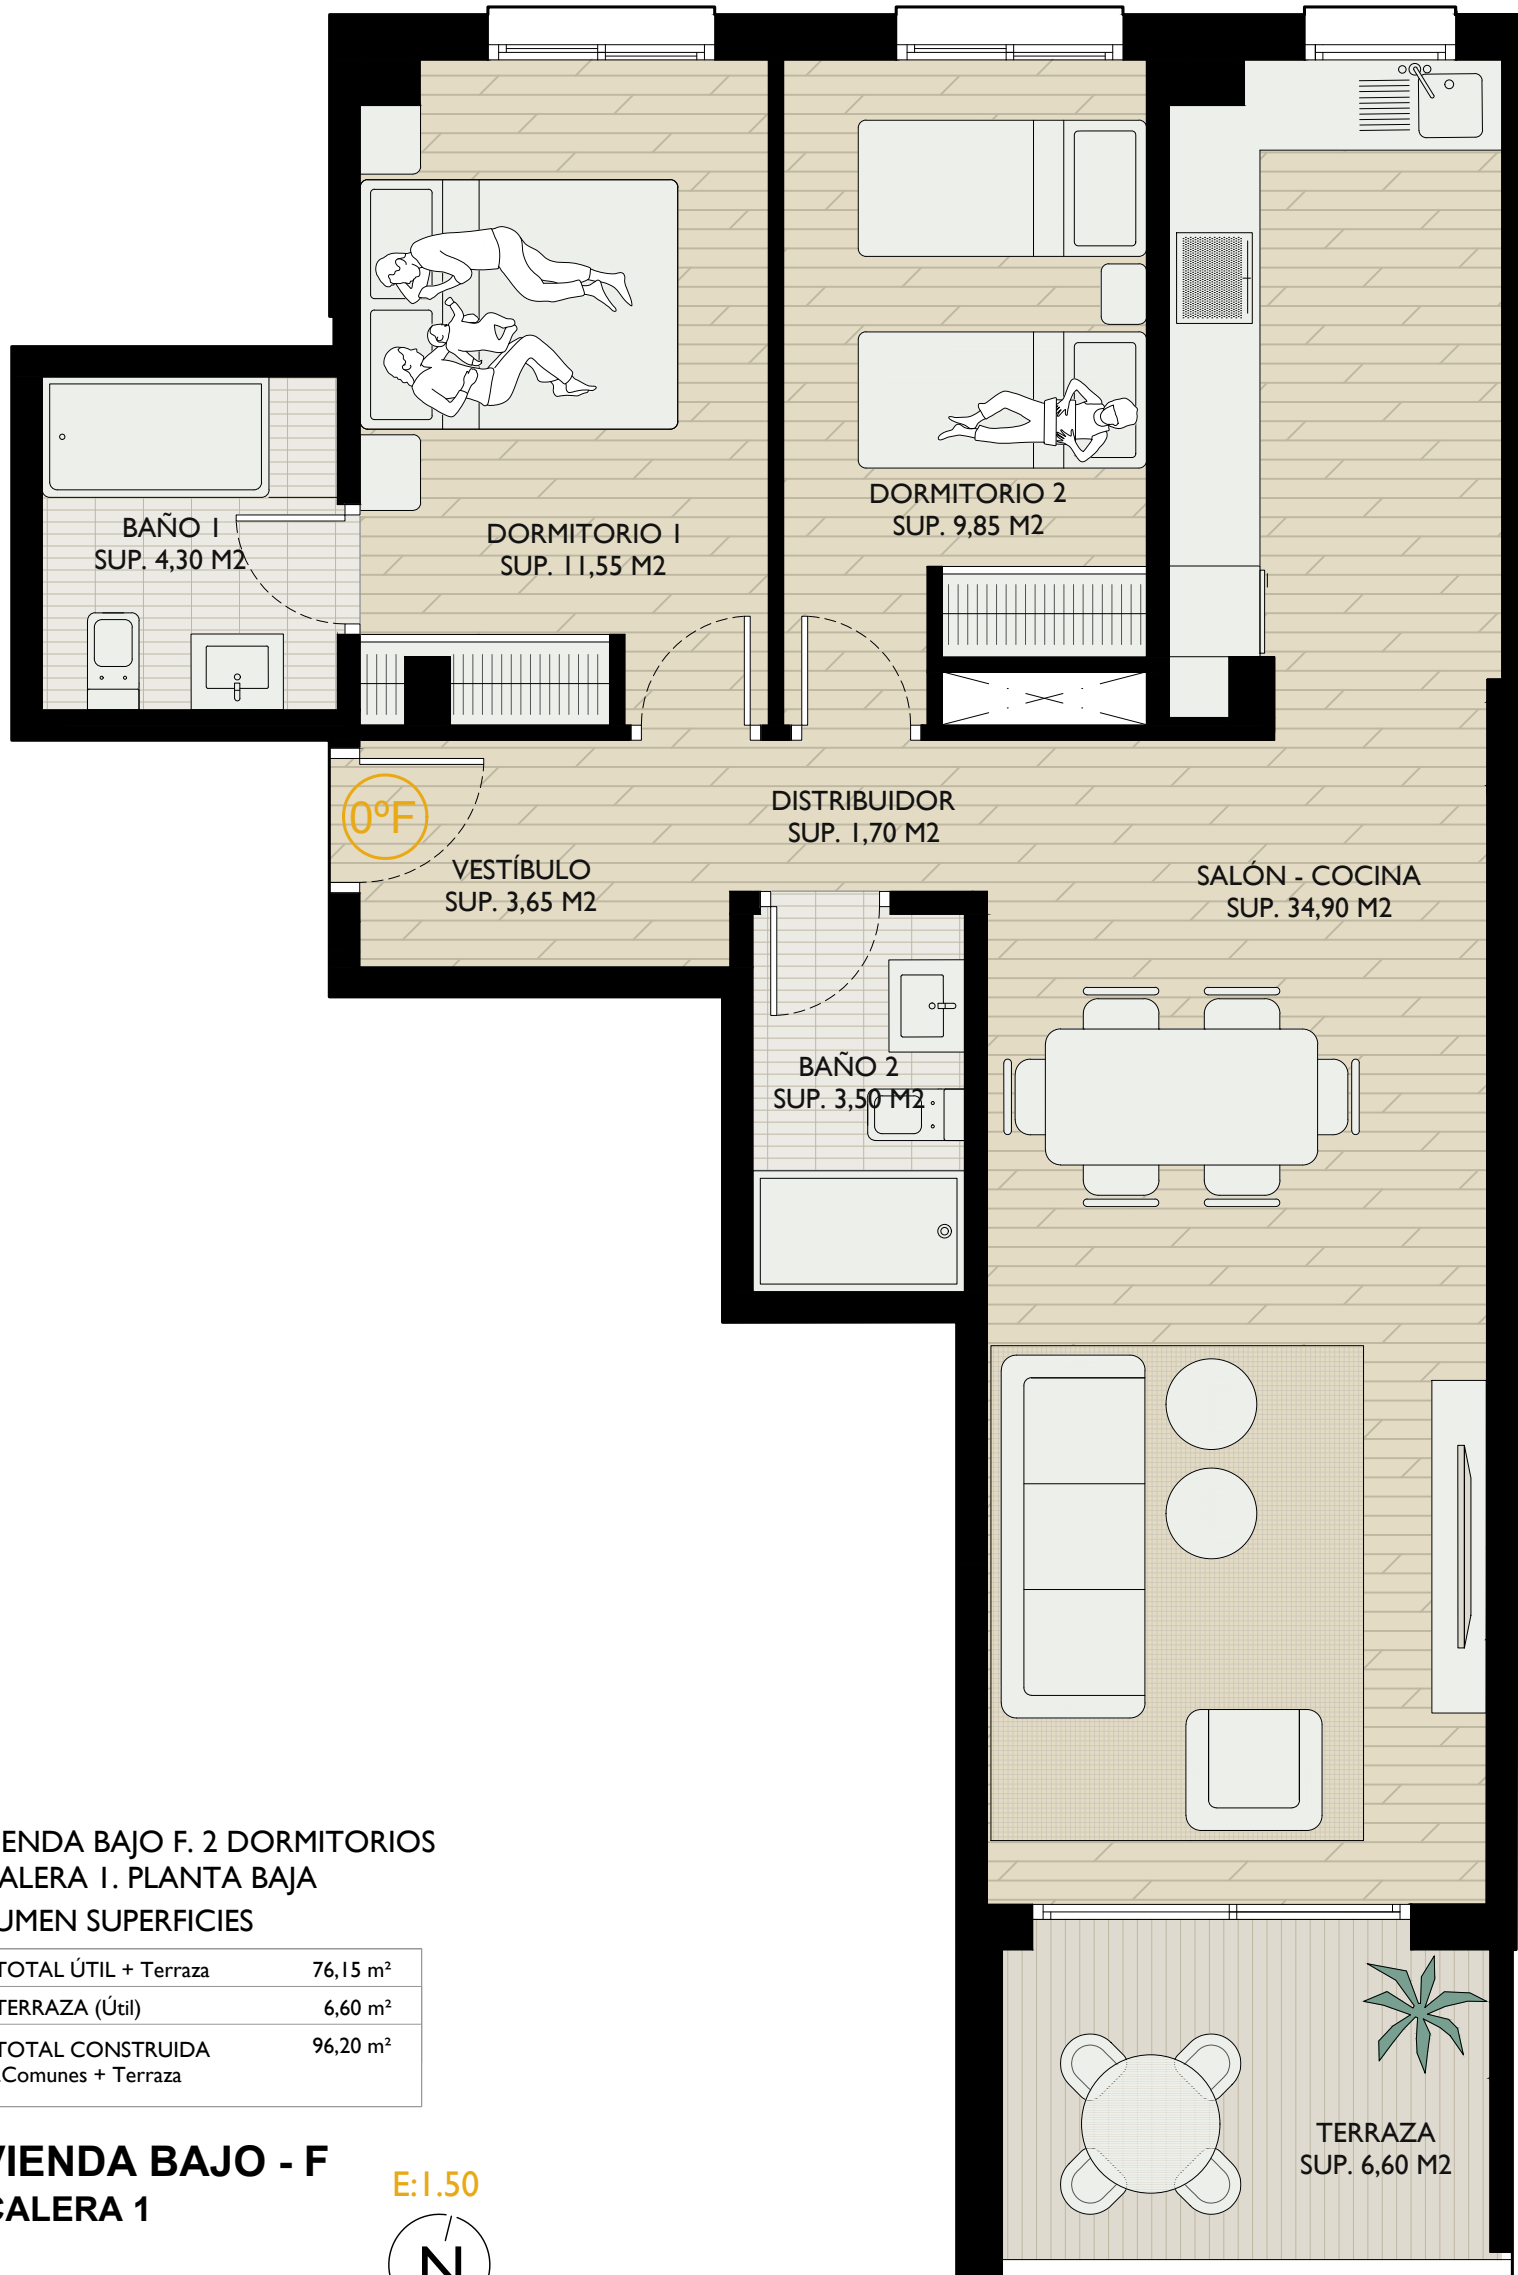 BAÑO 1
SUP. 4,30 M2
DORMITORIO 1
SUP. 11,55 M2
DORMITORIO 2
SUP. 9,85 M2
0ºF
VESTÍBULO
SUP. 3,65 M2
DISTRIBUIDOR
SUP. 1,70 M2
SALÓN - COCINA
SUP. 34,90 M2
BAÑO 2
SUP. 3,50 M2
TERRAZA
SUP. 6,60 M2
IENDA BAJO F. 2 DORMITORIOS
ALERA 1. PLANTA BAJA
UMEN SUPERFICIES
TOTAL ÚTIL + Terraza 76,15 m²
TERRAZA (Útil) 6,60 m²
TOTAL CONSTRUIDA 96,20 m²
.Comunes + Terraza
VIENDA BAJO - F
CALERA 1
E:1.50
N